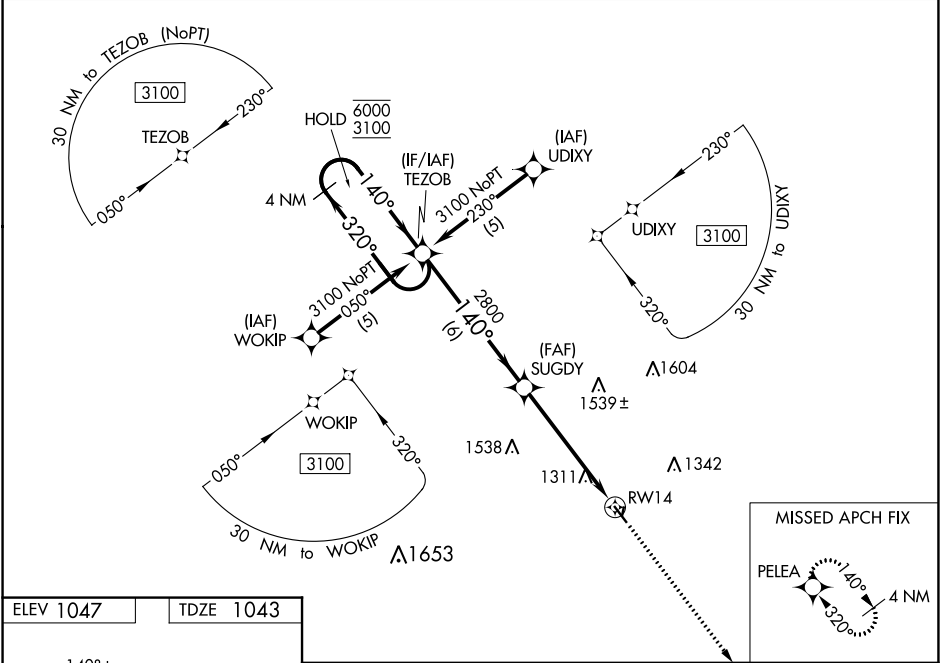 30 NM to TEZOB (NoPT)
3100
230°
TEZOB
050°
HOLD
6000
3100
(IAF)
UDIXY
(IF/IAF)
TEZOB
4 NM
140°
320°
3100 NoPT
230°
(5)
3100 NoPT
050°
(5)
(IAF)
WOKIP
230°
UDIXY
3100
320°
30 NM to UDIXY
2800
140°
(6)
(FAF)
SUGDY
1604
1539±
1538
1311
1342
RW14
WOKIP
050°
3100
320°
30 NM to WOKIP
1653
MISSED APCH FIX
PELEA
140°
320°
4 NM
ELEV 1047
TDZE 1043